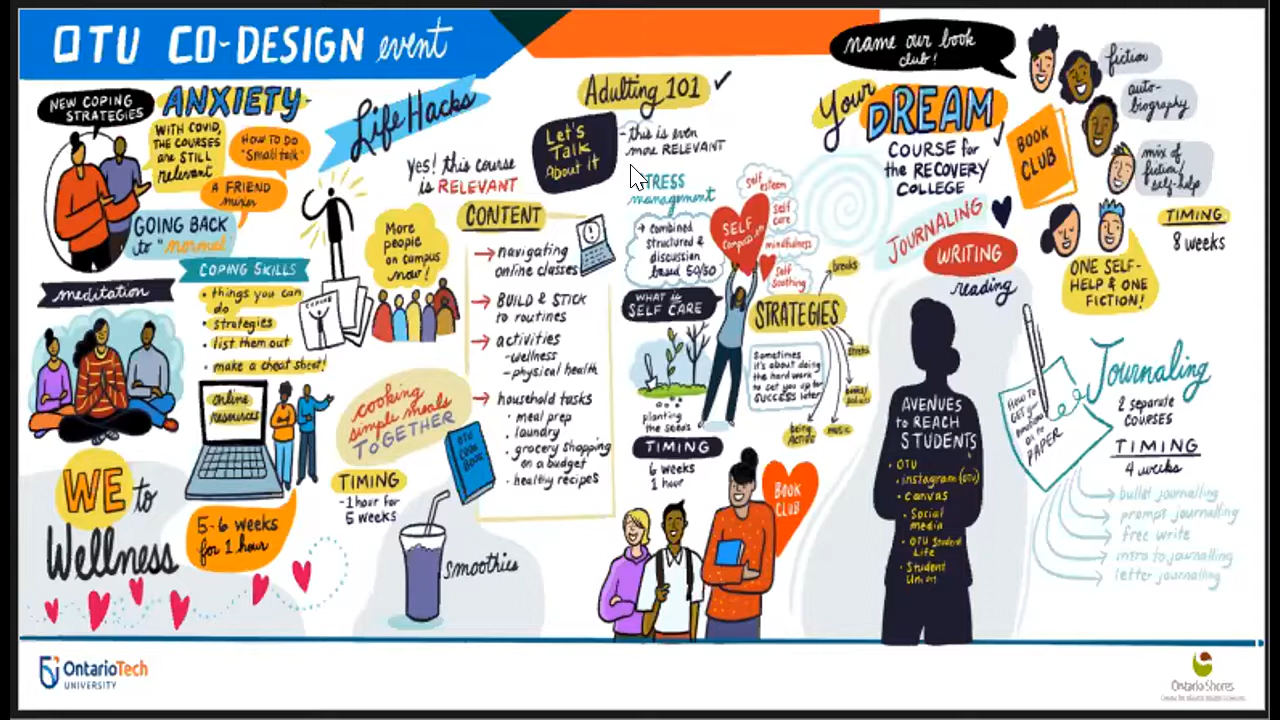 OTU CO-DESIGN event
NEW COPING
STRATEGIES
ANXIETY
WITH COVID,
THE COURSES
are STILL
relevant
HOW TO DO
"Small talk"
A FRIEND
mixer
GOING BACK
to "normal"
COPING SKILLS
• things you can
do
• strategies
• list them out
• make a cheat sheet!
meditation
online
resources
WE to
Wellness
5-6 weeks
for 1 hour
Life Hacks
Yes! this course
is RELEVANT
More
people
on campus
now!
CONTENT
→ navigating
online classes
→ BUILD & STICK
to routines
→ activities
- wellness
- physical health
→ household tasks
• meal prep
• laundry
• grocery shopping
on a budget
• healthy recipes
cooking
simple meals
TOGETHER
OTU
COOK
BOOK
TIMING
~1 hour for
5 weeks
Smoothies
Adulting 101 ✓
Let's
Talk
About it
- this is even
more RELEVANT
STRESS
management
→ combined
structured &
discussion
based 50/50
WHAT is
SELF CARE
planting
the seeds
TIMING
6 weeks
1 hour
SELF
Compassion
self
esteem
Self
care
mindfulness
Self
Soothing
STRATEGIES
breaks
Sometimes
it's about doing
the hard work
to set you up for
SUCCESS later
being
ACTIVE
music
BOOK
CLUB
Your
DREAM
COURSE for
the RECOVERY
COLLEGE
JOURNALING
WRITING
reading
AVENUES
to REACH
STUDENTS
• OTU
• instagram (OTU)
• Canvas
• Social
media
• OTU Student
Life
• Student
Union
name our book
club!
BOOK
CLUB
fiction
auto-
biography
mix of
fiction/
self-help
TIMING
8 weeks
ONE SELF-
HELP & ONE
FICTION!
HOW TO
GET your
on to
PAPER
Journaling
2 separate
courses
TIMING
4 weeks
bullet journalling
prompt journalling
free write
intro to journalling
letter journalling
OntarioTech
UNIVERSITY
Ontario Shores